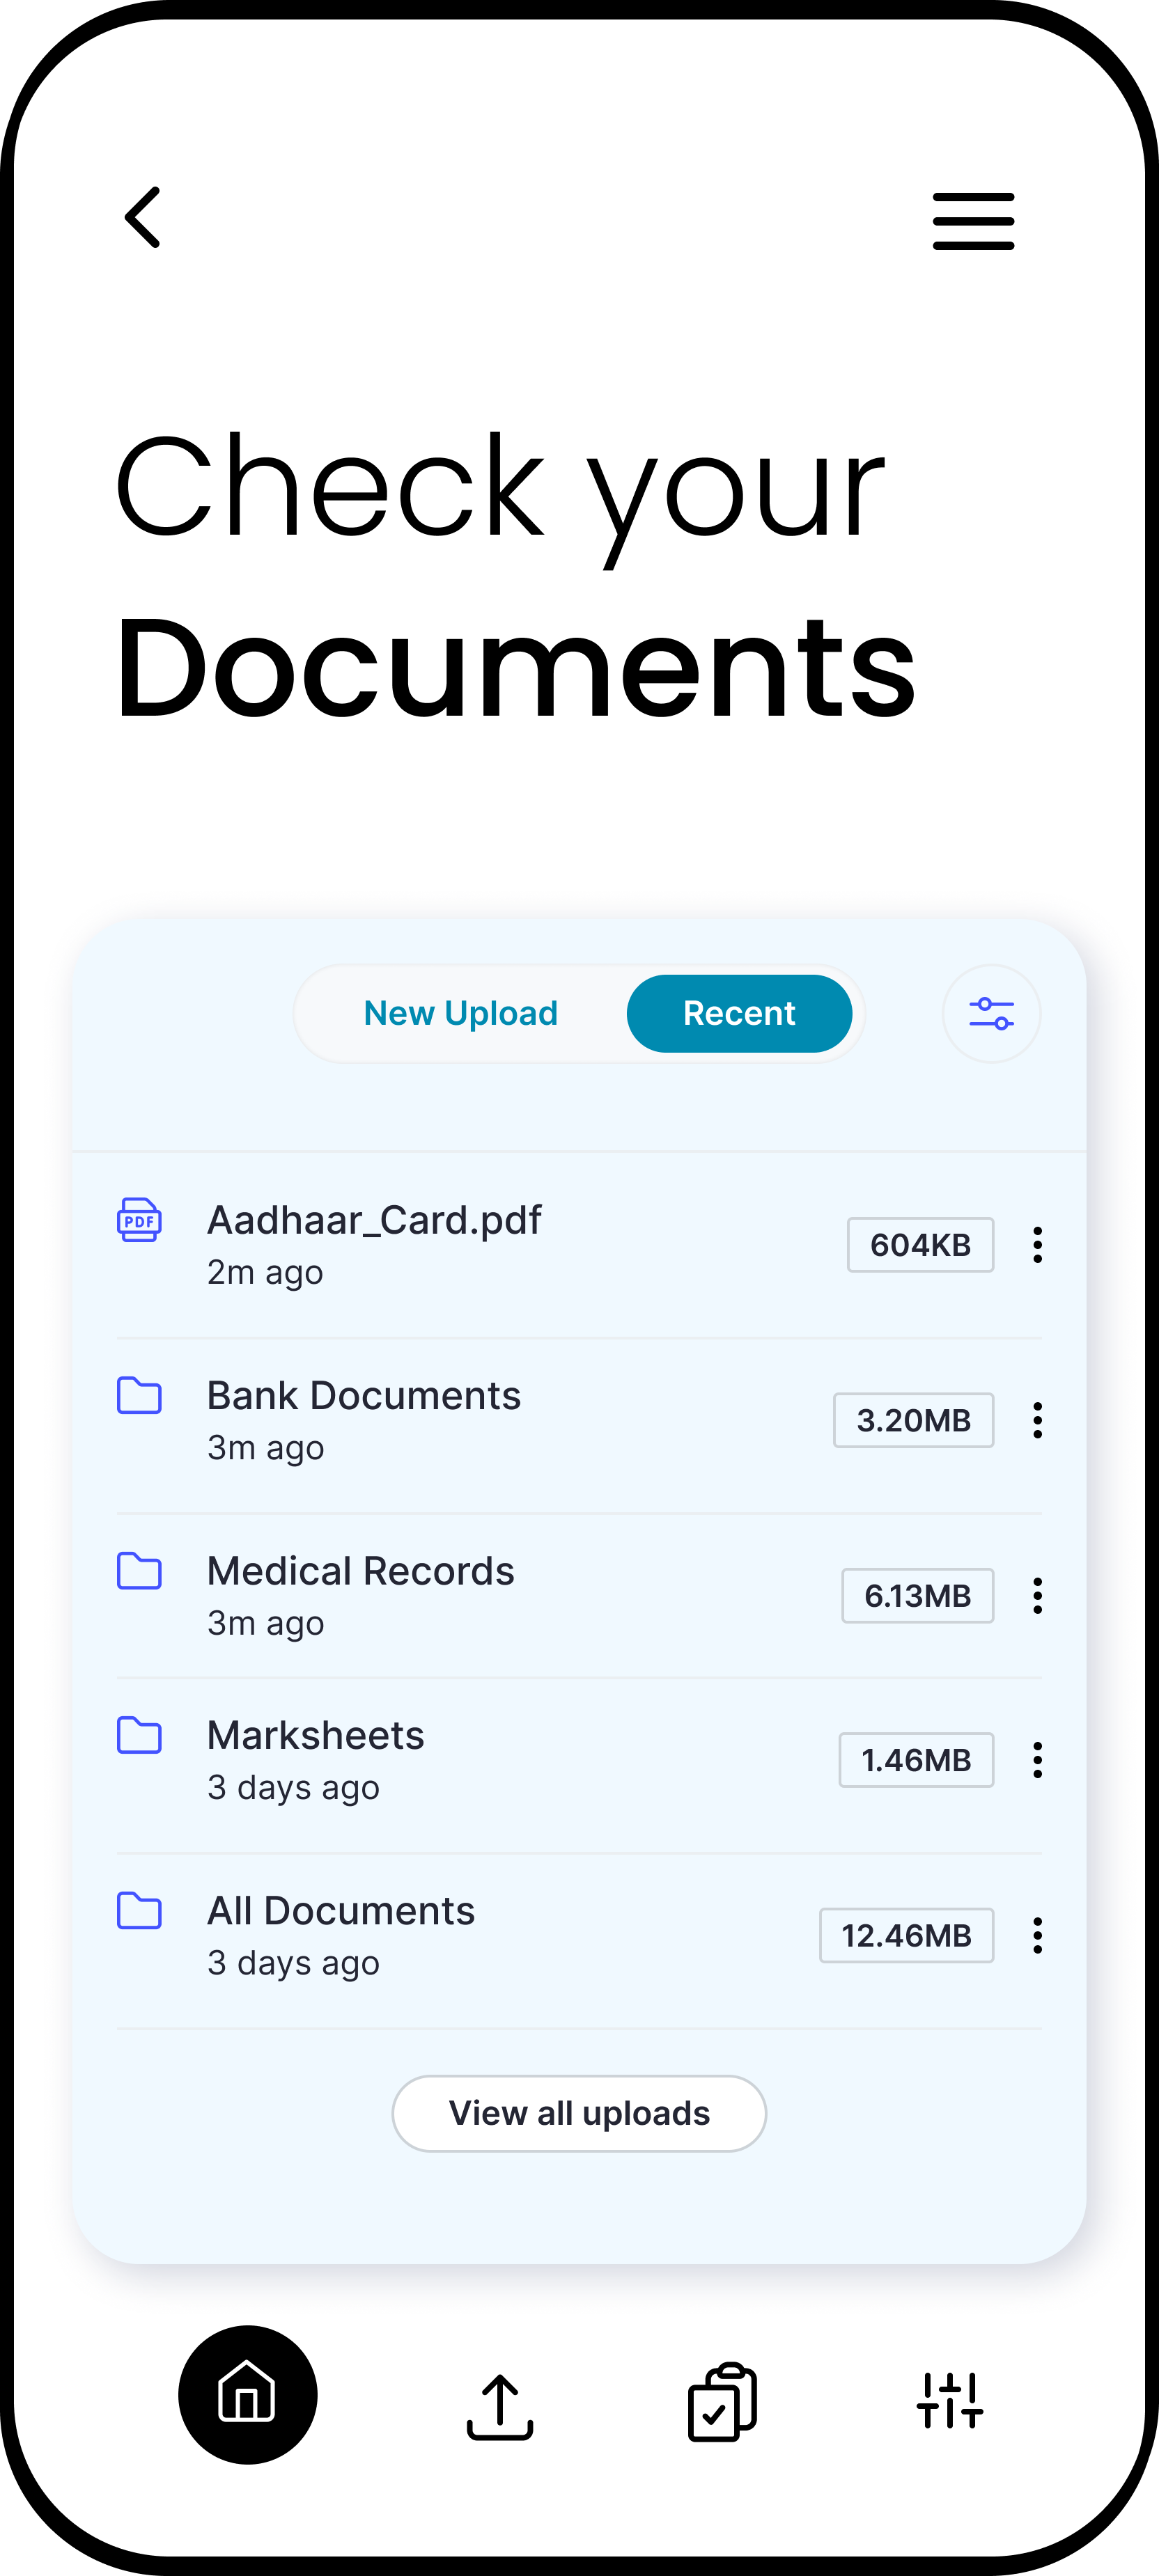 Check your
Documents
New Upload
Recent
PDF
Aadhaar_Card.pdf
2m ago
604KB
Bank Documents
3m ago
3.20MB
Medical Records
3m ago
6.13MB
Marksheets
3 days ago
1.46MB
All Documents
3 days ago
12.46MB
View all uploads